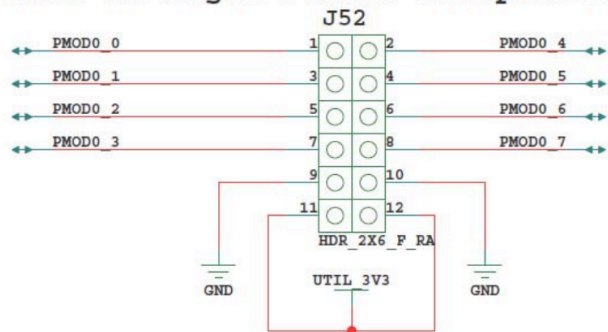 J52
PMOD0_0 1 2 PMOD0_4
PMOD0_1 3 4 PMOD0_5
PMOD0_2 5 6 PMOD0_6
PMOD0_3 7 8 PMOD0_7
9 10
11 12
HDR_2X6_F_RA
UTIL_3V3
GND GND